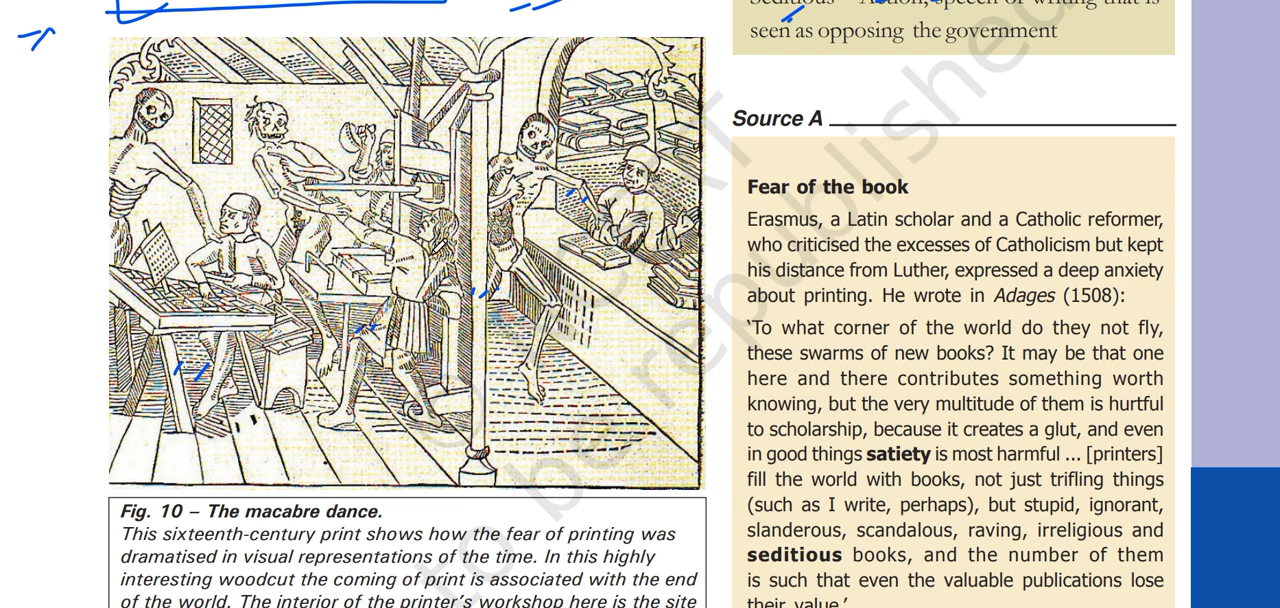 seen as opposing the government
Source A
Fear of the book
Erasmus, a Latin scholar and a Catholic reformer,
who criticised the excesses of Catholicism but kept
his distance from Luther, expressed a deep anxiety
about printing. He wrote in Adages (1508):
‘To what corner of the world do they not fly,
these swarms of new books? It may be that one
here and there contributes something worth
knowing, but the very multitude of them is hurtful
to scholarship, because it creates a glut, and even
in good things satiety is most harmful ... [printers]
fill the world with books, not just trifling things
(such as I write, perhaps), but stupid, ignorant,
slanderous, scandalous, raving, irreligious and
seditious books, and the number of them
is such that even the valuable publications lose
their value.’
Fig. 10 – The macabre dance.
This sixteenth-century print shows how the fear of printing was
dramatised in visual representations of the time. In this highly
interesting woodcut the coming of print is associated with the end
of the world. The interior of the printer’s workshop here is the site
to be republished